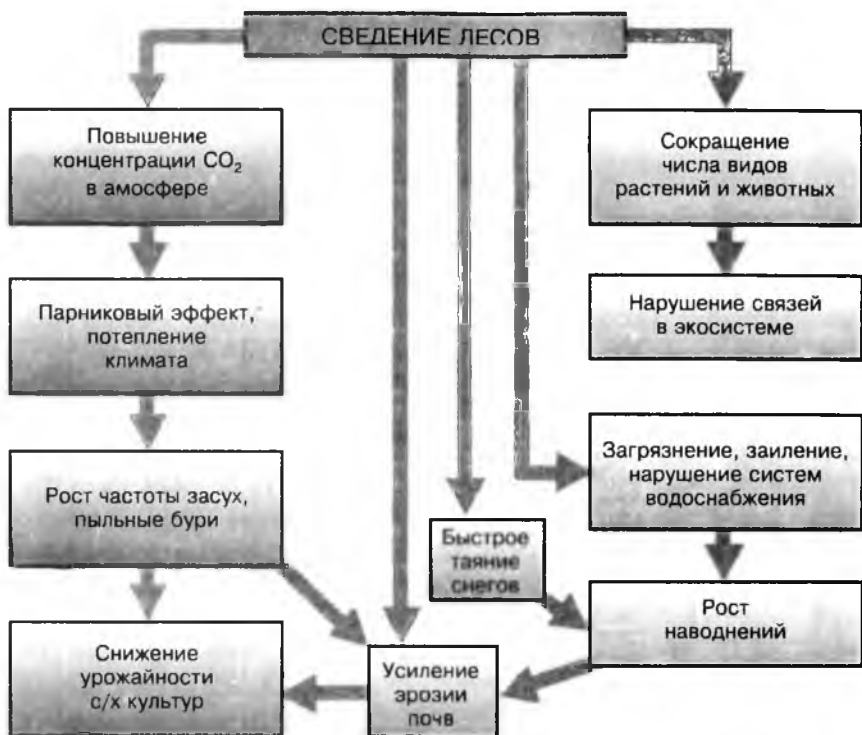 СВЕДЕНИЕ ЛЕСОВ
Повышение
концентрации CO₂
в амосфере
Парниковый эффект,
потепление
климата
Рост частоты засух,
пыльные бури
Снижение
урожайности
с/х культур
Усиление
эрозии
почв
Быстрое
таяние
снегов
Сокращение
числа видов
растений и животных
Нарушение связей
в экосистеме
Загрязнение, заиление,
нарушение систем
водоснабжения
Рост
наводнений